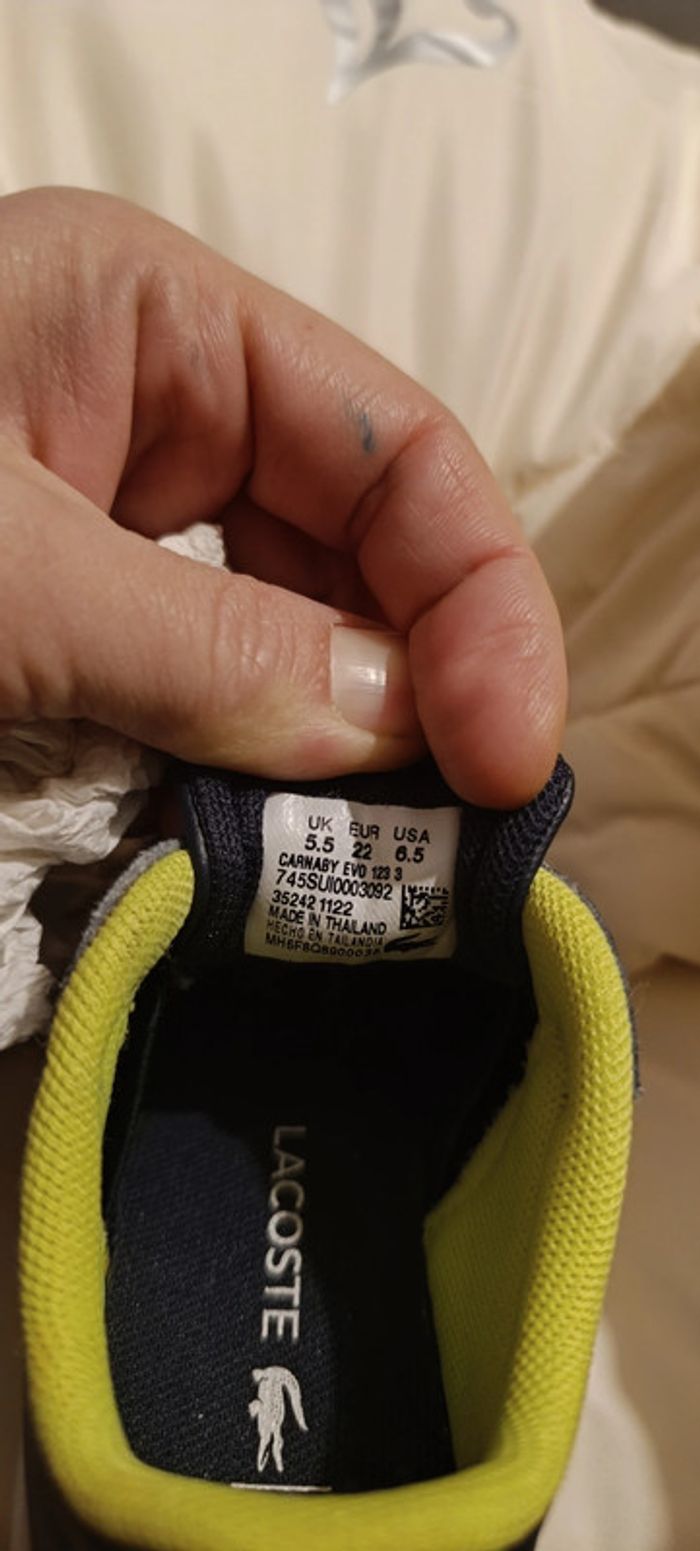 UK EUR USA
5.5 22 6.5
CARNABY EVO 123 3
745SUI0003092
35242 1122
MADE IN THAILAND
HECHO EN TAILANDIA
LACOSTE